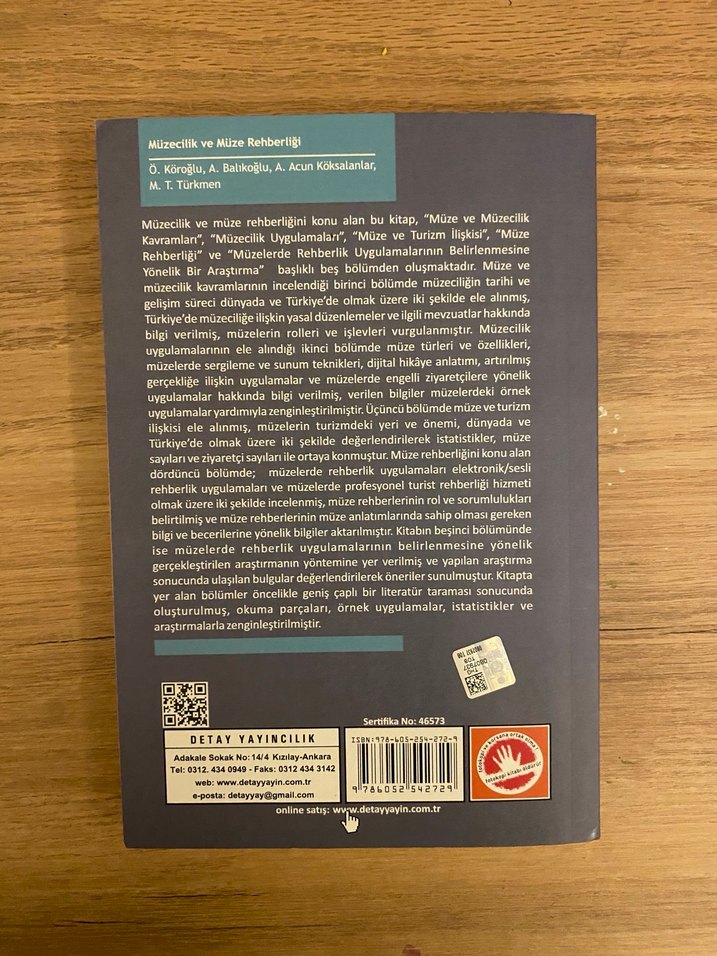 Müzecilik ve Müze Rehberliği
Ö. Köroğlu, A. Balıkoğlu, A. Acun Köksalanlar,
M. T. Türkmen
Müzecilik ve müze rehberliğini konu alan bu kitap, “Müze ve Müzecilik
Kavramları”, “Müzecilik Uygulamaları”, “Müze ve Turizm İlişkisi”, “Müze
Rehberliği” ve “Müzelerde Rehberlik Uygulamalarının Belirlenmesine
Yönelik Bir Araştırma” başlıklı beş bölümden oluşmaktadır. Müze ve
müzecilik kavramlarının incelendiği birinci bölümde müzeciliğin tarihi ve
gelişim süreci dünyada ve Türkiye’de olmak üzere iki şekilde ele alınmış,
Türkiye’de müzeciliğe ilişkin yasal düzenlemeler ve ilgili mevzuatlar hakkında
bilgi verilmiş, müzelerin rolleri ve işlevleri vurgulanmıştır. Müzecilik
uygulamalarının ele alındığı ikinci bölümde müze türleri ve özellikleri,
müzelerde sergileme ve sunum teknikleri, dijital hikâye anlatımı, artırılmış
gerçekliğe ilişkin uygulamalar ve müzelerde engelli ziyaretçilere yönelik
uygulamalar hakkında bilgi verilmiş, verilen bilgiler müzelerdeki örnek
uygulamalar yardımıyla zenginleştirilmiştir. Üçüncü bölümde müze ve turizm
ilişkisi ele alınmış, müzelerin turizmdeki yeri ve önemi, dünyada ve
Türkiye’de olmak üzere iki şekilde değerlendirilerek istatistikler, müze
sayıları ve ziyaretçi sayıları ile ortaya konmuştur. Müze rehberliğini konu alan
dördüncü bölümde; müzelerde rehberlik uygulamaları elektronik/sesli
rehberlik uygulamaları ve müzelerde profesyonel turist rehberliği hizmeti
olmak üzere iki şekilde incelenmiş, müze rehberlerinin rol ve sorumlulukları
belirtilmiş ve müze rehberlerinin müze anlatımlarında sahip olması gereken
bilgi ve becerilerine yönelik bilgiler aktarılmıştır. Kitabın beşinci bölümünde
ise müzelerde rehberlik uygulamalarının belirlenmesine yönelik
gerçekleştirilen araştırmanın yöntemine yer verilmiş ve yapılan araştırma
sonucunda ulaşılan bulgular değerlendirilerek öneriler sunulmuştur. Kitapta
yer alan bölümler öncelikle geniş çaplı bir literatür taraması sonucunda
oluşturulmuş, okuma parçaları, örnek uygulamalar, istatistikler ve
araştırmalarla zenginleştirilmiştir.
Sertifika No: 46573
DETAY YAYINCILIK
Adakale Sokak No: 14/4 Kızılay-Ankara
Tel: 0312. 434 0949 - Faks: 0312 434 3142
web: www.detayyayin.com.tr
e-posta: detayyay@gmail.com
ISBN: 978-605-254-272-9
9 786052 542729
fotokopi ve korsana ortak olma!
fotokopi kitabı öldürür
online satış: www.detayyayin.com.tr